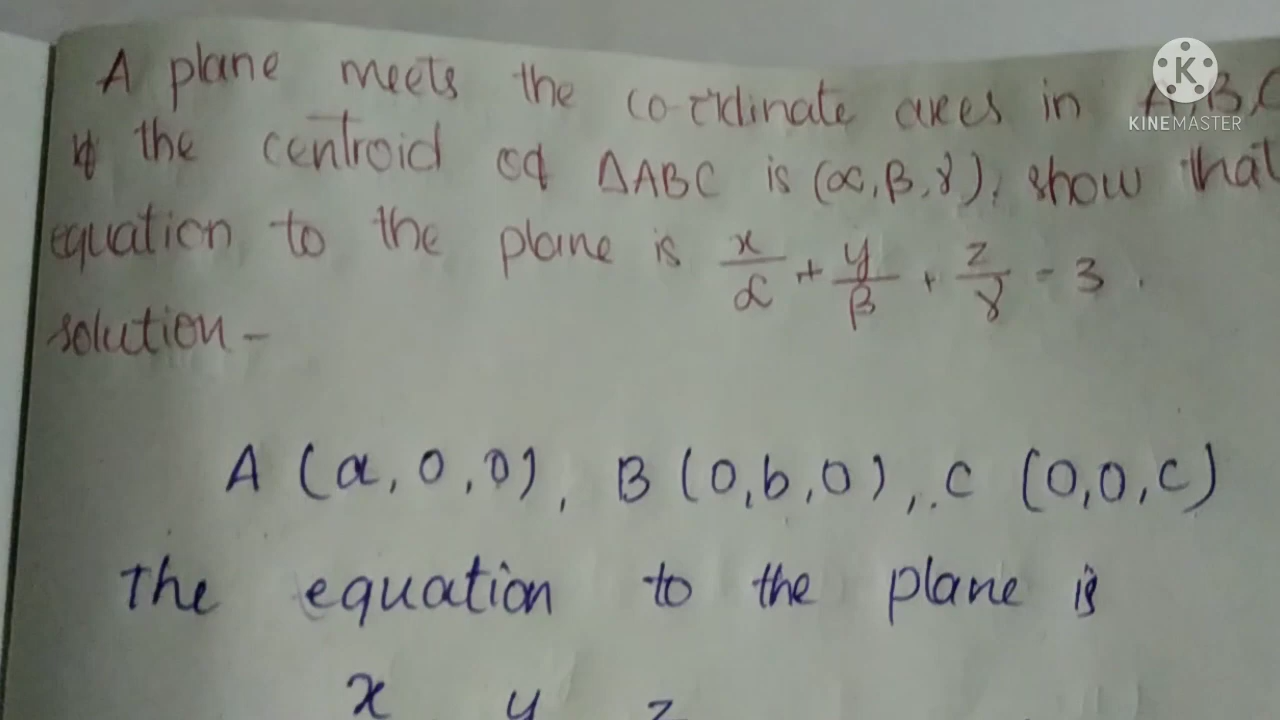 A plane meets the co-ordinate axes in A,B,C
If the centroid of ΔABC is (α,β,γ), show that
equation to the plane is x/α + y/β + z/γ = 3.
solution -
A (a,0,0), B (0,b,0), C (0,0,c)
The equation to the plane is
x y z
K
KINEMASTER